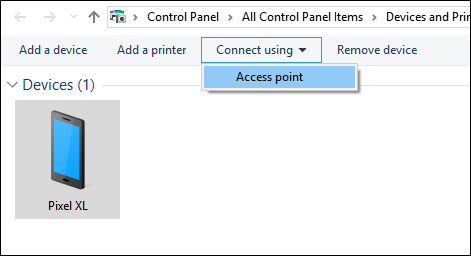 Control Panel All Control Panel Items Devices and Prin
Add a device Add a printer Connect using Remove device
Access point
Devices (1)
Pixel XL